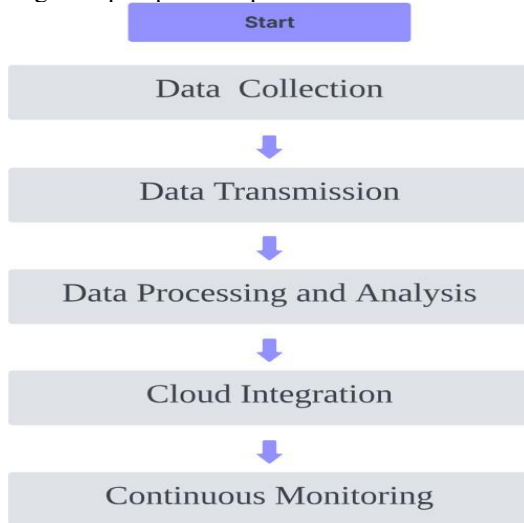 Start
Data Collection
Data Transmission
Data Processing and Analysis
Cloud Integration
Continuous Monitoring